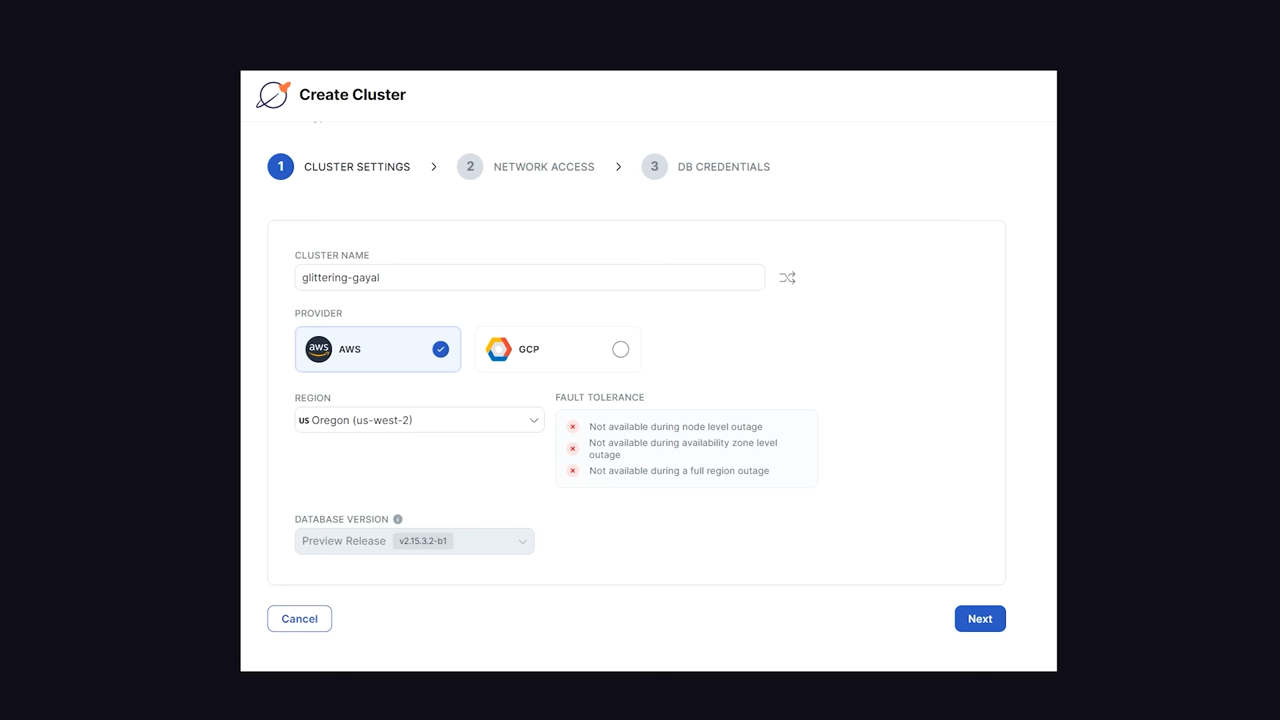 Create Cluster
1 CLUSTER SETTINGS > 2 NETWORK ACCESS > 3 DB CREDENTIALS
CLUSTER NAME
glittering-gayal
PROVIDER
aws AWS
GCP
REGION
US Oregon (us-west-2)
FAULT TOLERANCE
Not available during node level outage
Not available during availability zone level
outage
Not available during a full region outage
DATABASE VERSION
Preview Release v2.15.3.2-b1
Cancel
Next